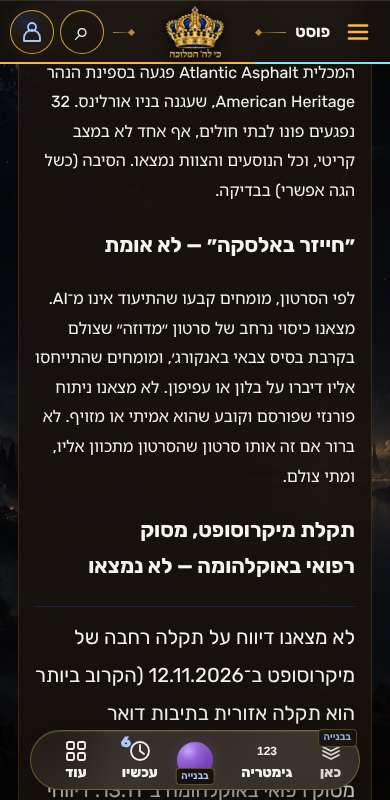 פוסט
כי לה׳ המלוכה
המכלית Atlantic Asphalt פגעה בספינת הנהר
American Heritage, שעגנה בניו אורלינס. 32
נפגעים פונו לבתי חולים, אף אחד לא במצב
קריטי, וכל הנוסעים והצוות נמצאו. הסיבה (כשל
הגה אפשרי) בבדיקה.
״חייזר באלסקה״ — לא אומת
לפי הסרטון, מומחים קבעו שהתיעוד אינו מ־AI.
מצאנו כיסוי נרחב של סרטון ״מדוזה״ שצולם
בקרבת בסיס צבאי באנקורג׳, ומומחים שהתייחסו
אליו דיברו על בלון או עפיפון. לא מצאנו ניתוח
פורנזי שפורסם וקובע שהוא אמיתי או מזויף. לא
ברור אם זה אותו סרטון שהסרטון מתכוון אליו,
ומתי צולם.
תקלת מיקרוסופט, מסוק
רפואי באוקלהומה — לא נמצאו
לא מצאנו דיווח על תקלה רחבה של
מיקרוסופט ב־12.11.2026 (הקרוב ביותר
הוא תקלה אזורית בתיבות דואר
בבנייה
כאן
123
גימטריה
בבנייה
6
עכשיו
עוד